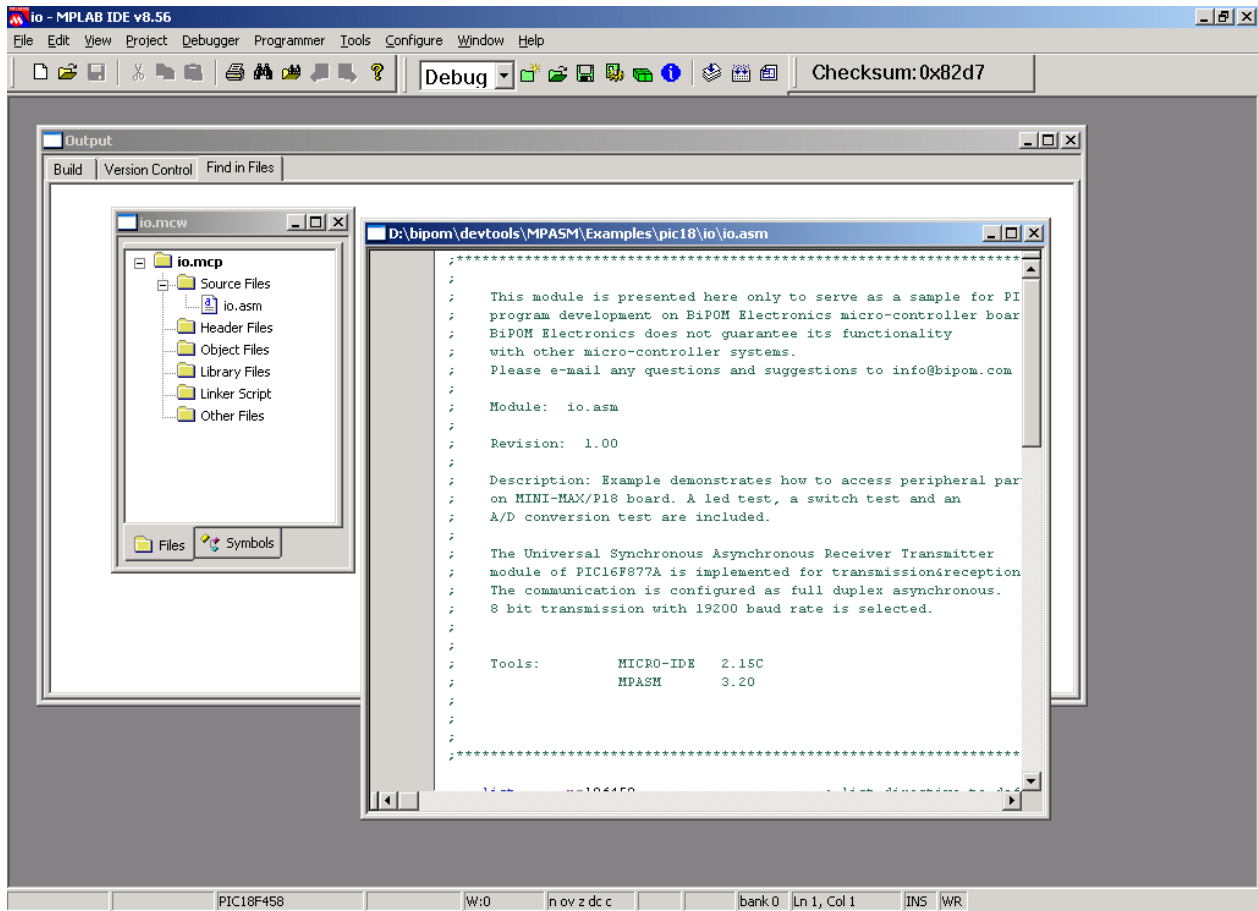 io - MPLAB IDE v8.56
File Edit View Project Debugger Programmer Tools Configure Window Help
Debug Checksum: 0x82d7
Output
Build Version Control Find in Files
io.mcw
io.mcp
Source Files
io.asm
Header Files
Object Files
Library Files
Linker Script
Other Files
Files Symbols
D:\bipom\devtools\MPASM\Examples\pic18\io\io.asm
;******************************************************************
;
; This module is presented here only to serve as a sample for PI
; program development on BiPOM Electronics micro-controller boar
; BiPOM Electronics does not guarantee its functionality
; with other micro-controller systems.
; Please e-mail any questions and suggestions to info@bipom.com
;
; Module: io.asm
;
; Revision: 1.00
;
; Description: Example demonstrates how to access peripheral par
; on MINI-MAX/P18 board. A led test, a switch test and an
; A/D conversion test are included.
;
; The Universal Synchronous Asynchronous Receiver Transmitter
; module of PIC16F877A is implemented for transmission&reception
; The communication is configured as full duplex asynchronous.
; 8 bit transmission with 19200 baud rate is selected.
;
;
; Tools: MICRO-IDE 2.15C
; MPASM 3.20
;
;
;
;******************************************************************
PIC18F458 W:0 n ov z dc c bank 0 Ln 1, Col 1 INS WR